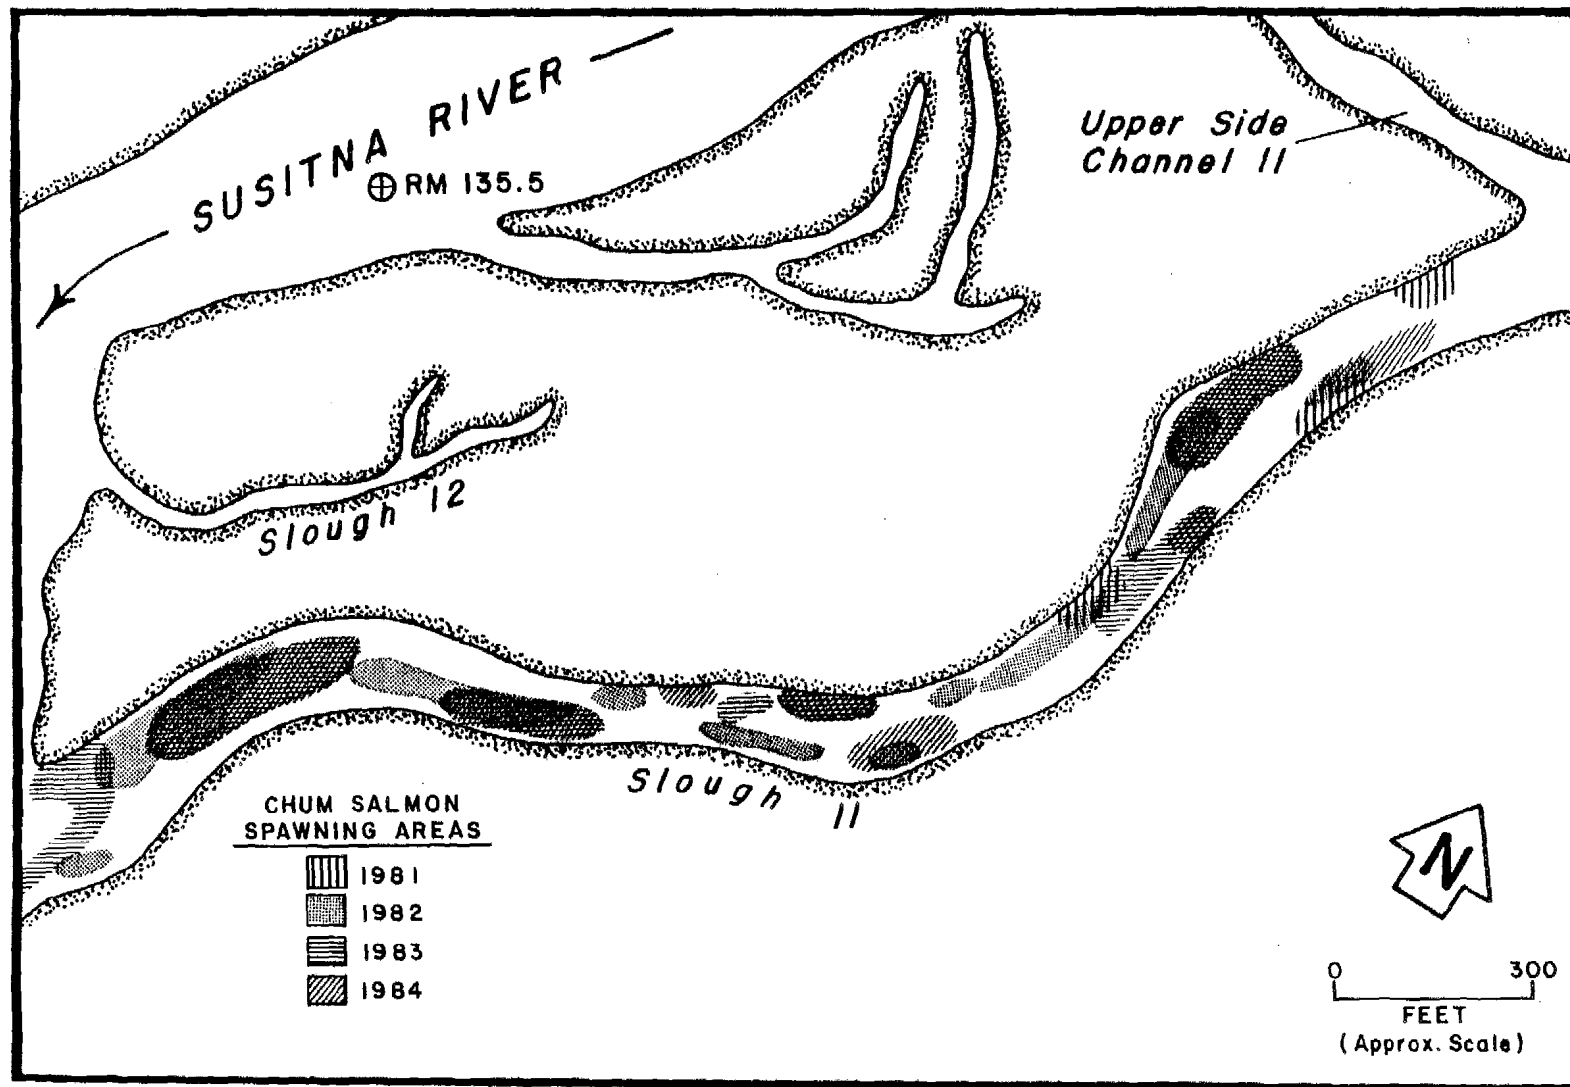 SUSITNA RIVER
RM 135.5
Upper Side
Channel 11
Slough 12
Slough 11
CHUM SALMON
SPAWNING AREAS
1981
1982
1983
1984
N
0 300
FEET
(Approx. Scale)